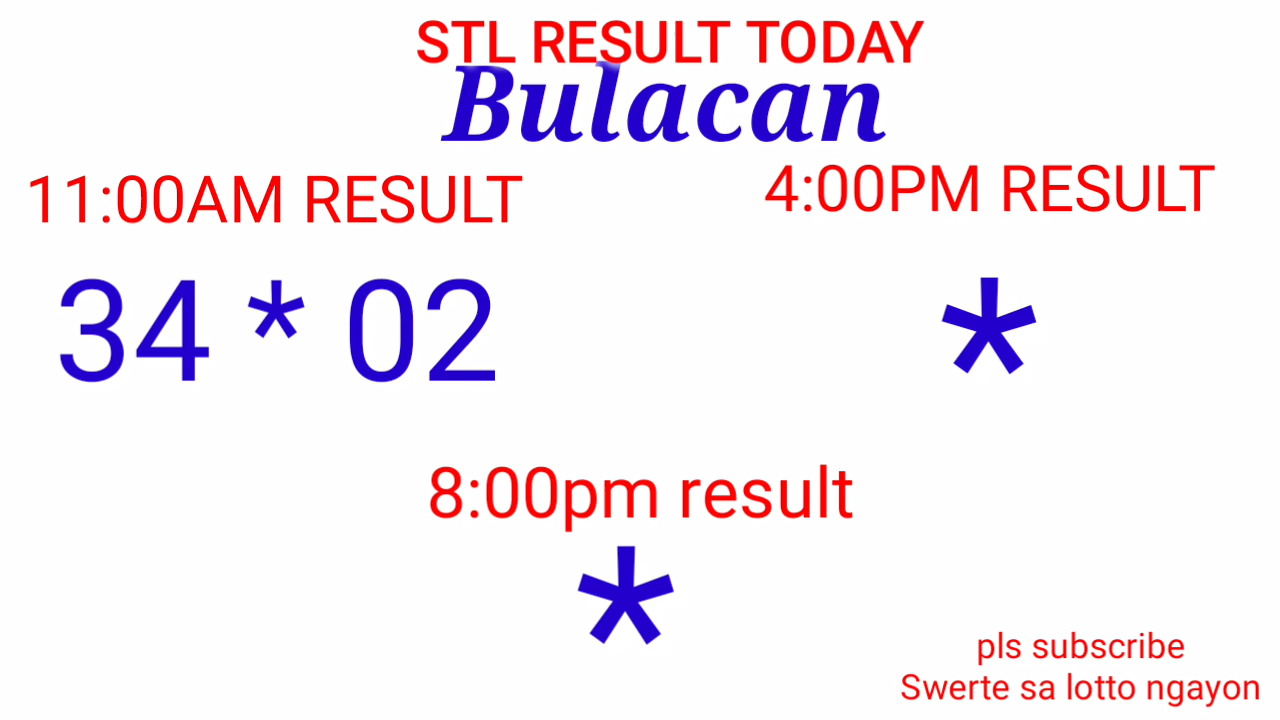 STL RESULT TODAY
Bulacan
11:00AM RESULT
34 * 02
4:00PM RESULT
*
8:00pm result
*
pls subscribe
Swerte sa lotto ngayon